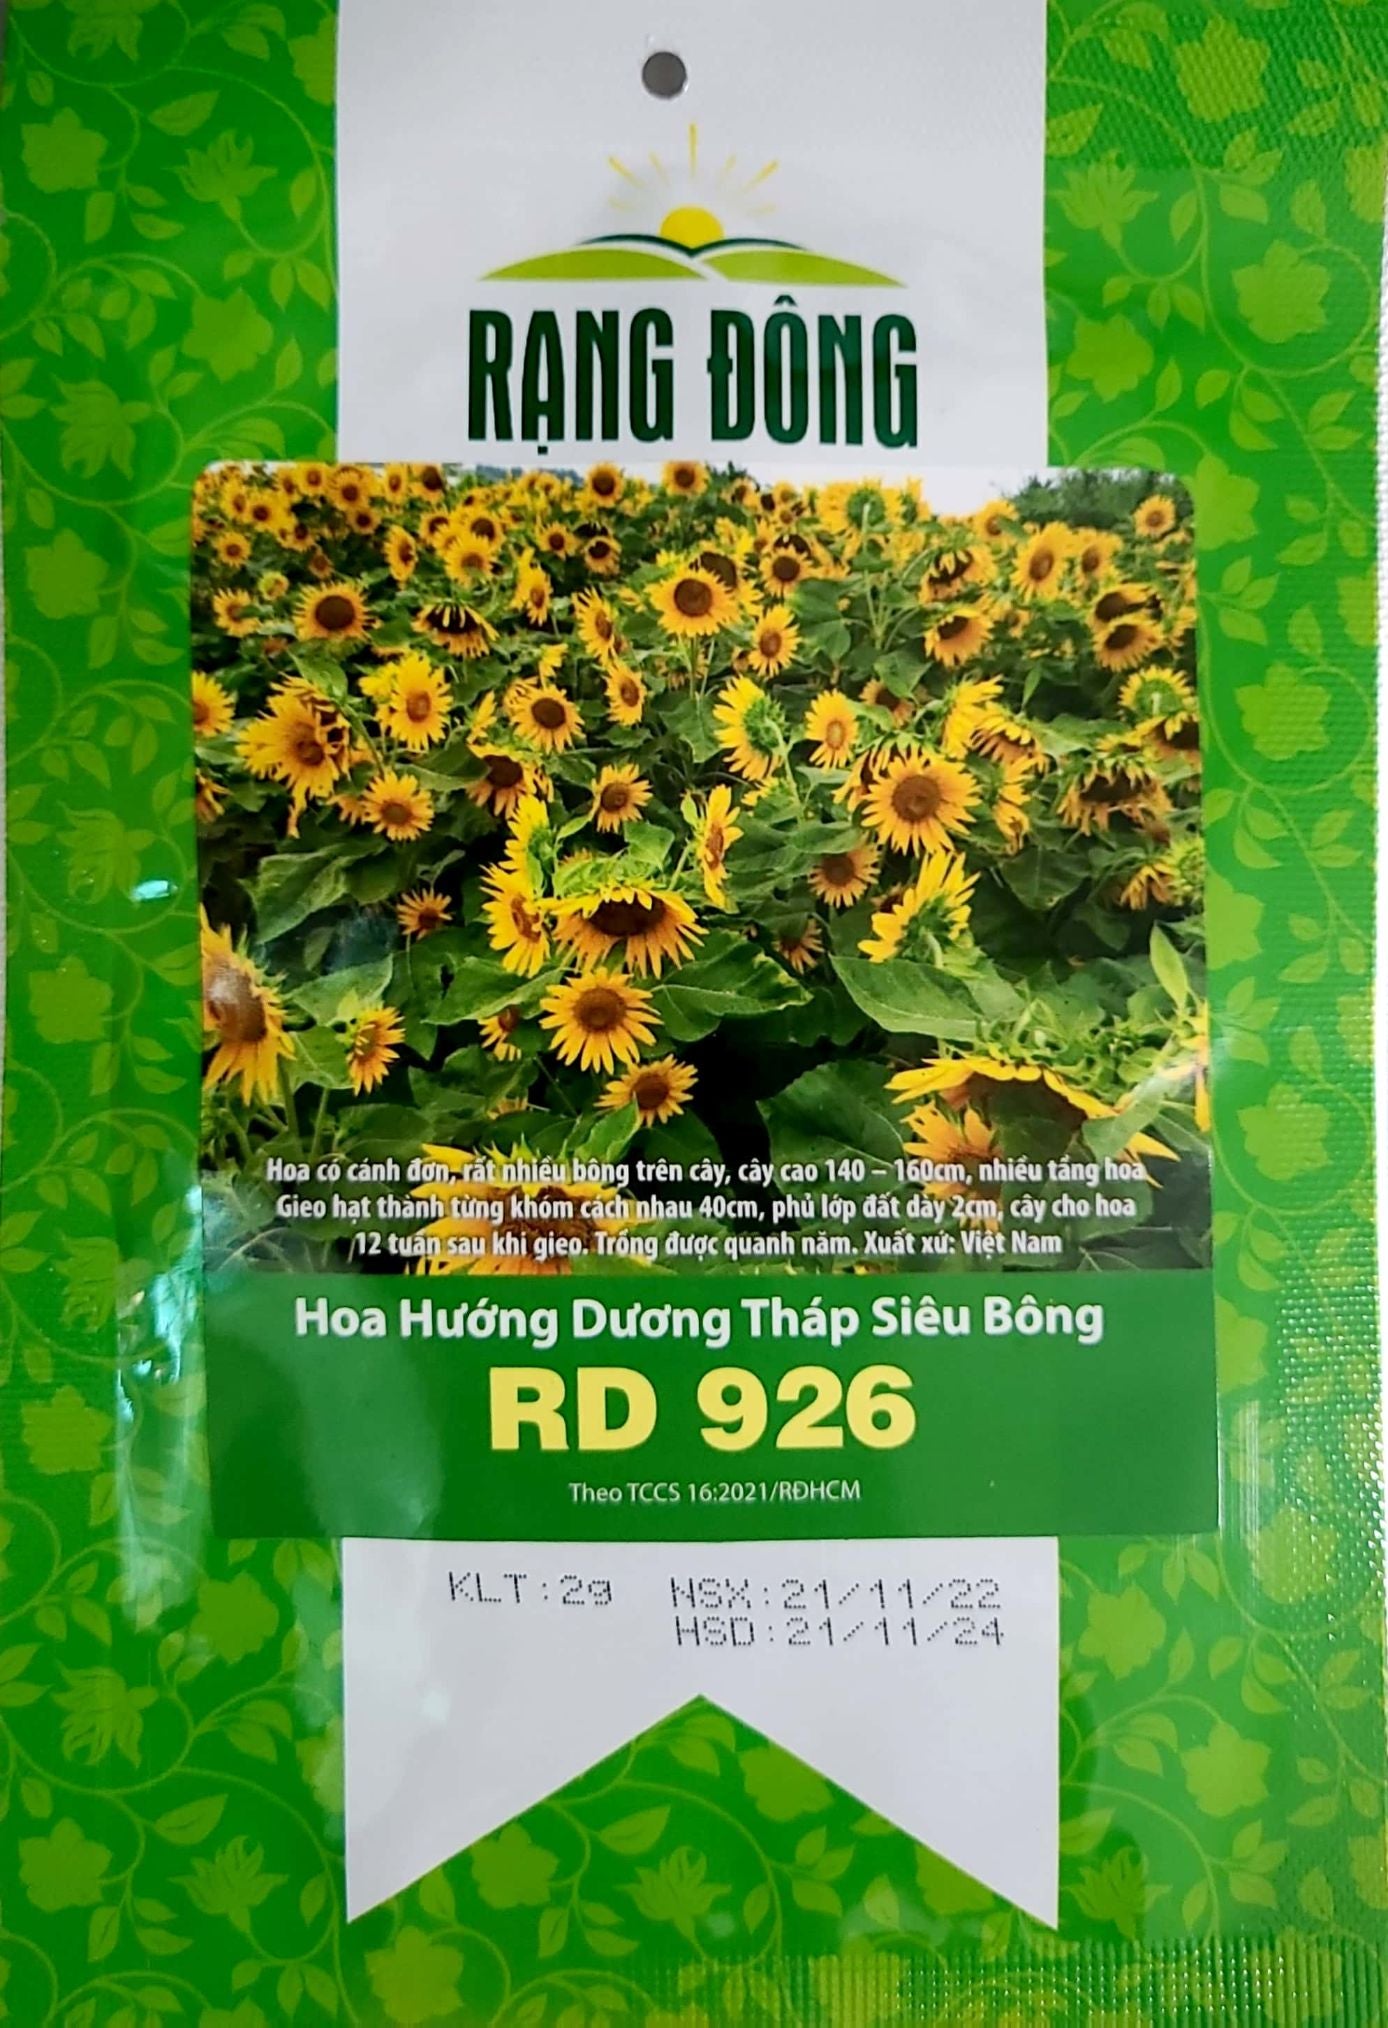 RẠNG ĐÔNG
Hoa có cánh đơn, rất nhiều bông trên cây, cây cao 140 – 160cm, nhiều tầng hoa
Gieo hạt thành từng khóm cách nhau 40cm, phủ lớp đất dày 2cm, cây cho hoa
12 tuần sau khi gieo. Trồng được quanh năm. Xuất xứ: Việt Nam
Hoa Hướng Dương Tháp Siêu Bông
RD 926
Theo TCCS 16:2021/RĐHCM
KLT:2g NSX:21/11/22
HSD:21/11/24